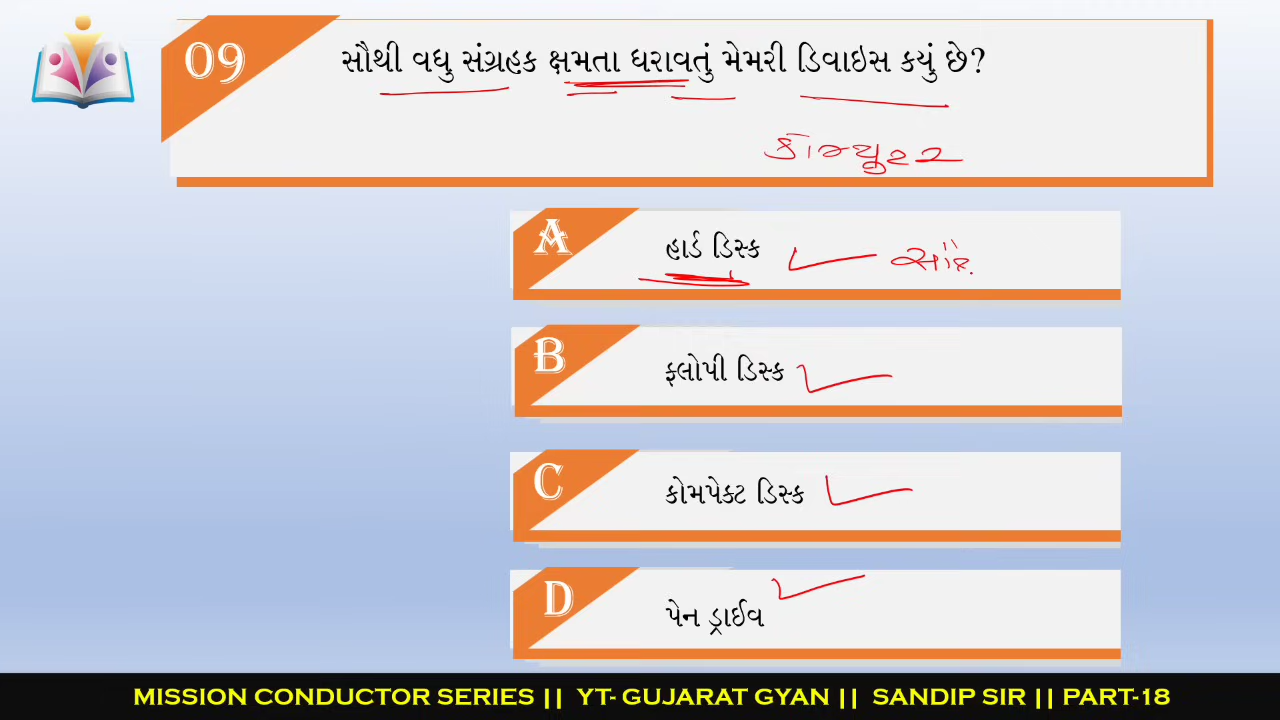 09
સૌથી વધુ સંગ્રહક ક્ષમતા ધરાવતું મેમરી ડિવાઇસ કયું છે?
A
હાર્ડ ડિસ્ક
B
ફ્લોપી ડિસ્ક
C
કોમપેક્ટ ડિસ્ક
D
પેન ડ્રાઈવ
MISSION CONDUCTOR SERIES || YT- GUJARAT GYAN || SANDIP SIR || PART-18